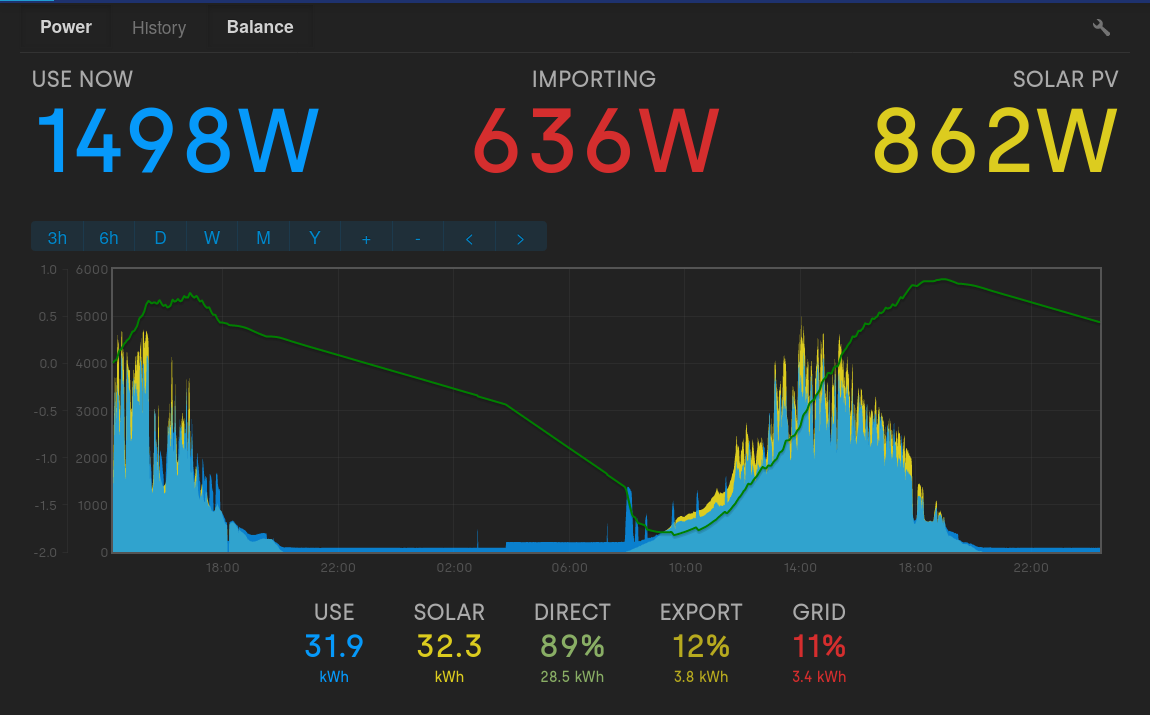 Power History Balance
USE NOW IMPORTING SOLAR PV
1498W 636W 862W
3h 6h D W M Y + - < >
1.0 6000
0.5 5000
0.0 4000
-0.5 3000
-1.0 2000
-1.5 1000
-2.0 0
18:00 22:00 02:00 06:00 10:00 14:00 18:00 22:00
USE SOLAR DIRECT EXPORT GRID
31.9 32.3 89% 12% 11%
kWh kWh 28.5 kWh 3.8 kWh 3.4 kWh